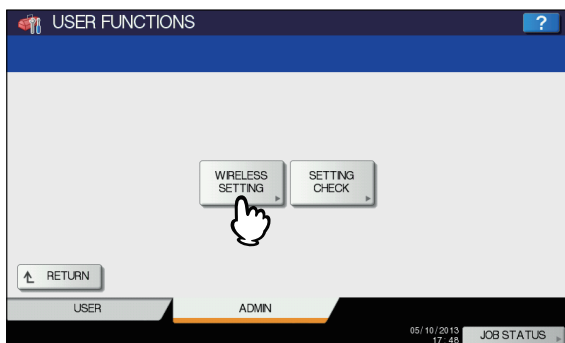 USER FUNCTIONS
?
WIRELESS
SETTING
SETTING
CHECK
RETURN
USER
ADMIN
05/10/2013
17:48
JOB STATUS